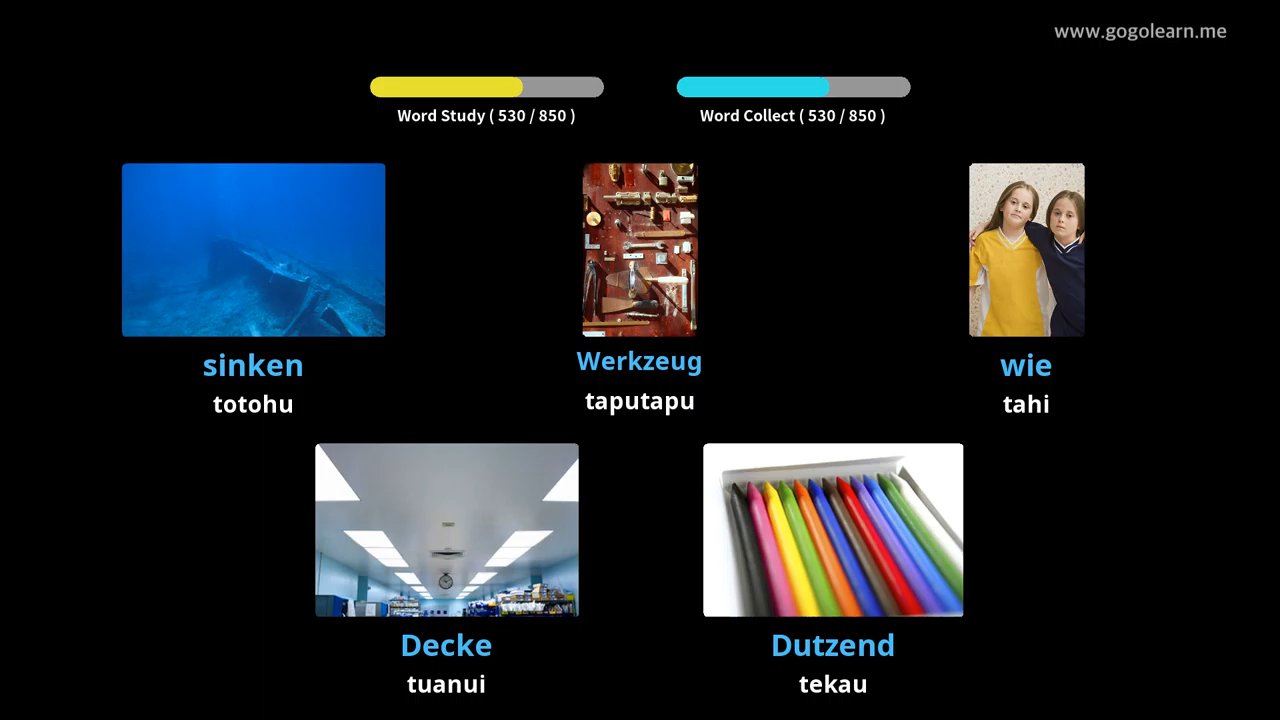 www.gogolearn.me
Word Study ( 530 / 850 )
Word Collect ( 530 / 850 )
sinken
totohu
Werkzeug
taputapu
wie
tahi
Decke
tuanui
Dutzend
tekau